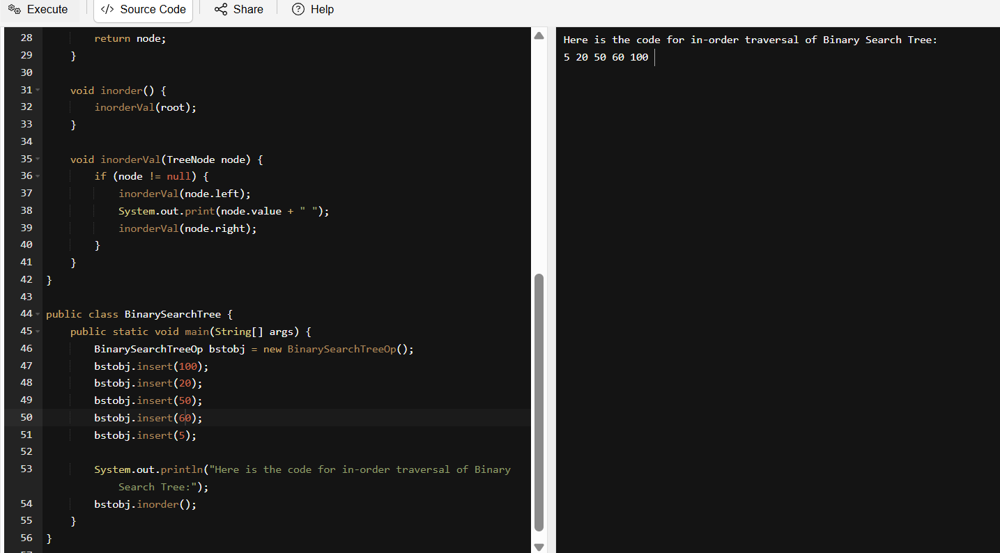 Execute </> Source Code Share Help
28 return node;
29 }
30
31 void inorder() {
32 inorderVal(root);
33 }
34
35 void inorderVal(TreeNode node) {
36 if (node != null) {
37 inorderVal(node.left);
38 System.out.print(node.value + " ");
39 inorderVal(node.right);
40 }
41 }
42 }
43
44 public class BinarySearchTree {
45 public static void main(String[] args) {
46 BinarySearchTreeOp bstobj = new BinarySearchTreeOp();
47 bstobj.insert(100);
48 bstobj.insert(20);
49 bstobj.insert(50);
50 bstobj.insert(60);
51 bstobj.insert(5);
52
53 System.out.println("Here is the code for in-order traversal of Binary
Search Tree:");
54 bstobj.inorder();
55 }
56 }
Here is the code for in-order traversal of Binary Search Tree:
5 20 50 60 100